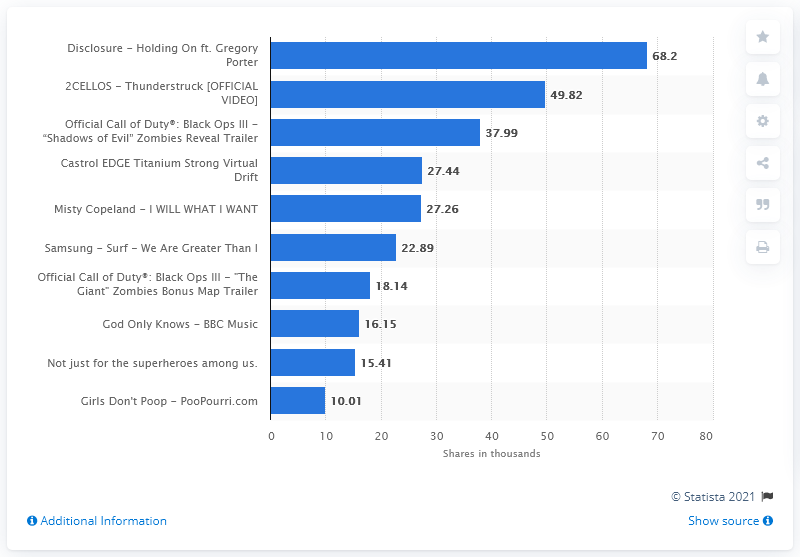 Disclosure - Holding On ft. Gregory
Porter
68.2
2CELLOS - Thunderstruck [OFFICIAL
VIDEO]
49.82
Official Call of Duty®: Black Ops III -
“Shadows of Evil” Zombies Reveal Trailer
37.99
Castrol EDGE Titanium Strong Virtual
Drift
27.44
Misty Copeland - I WILL WHAT I WANT
27.26
Samsung - Surf - We Are Greater Than I
22.89
Official Call of Duty®: Black Ops III - "The
Giant" Zombies Bonus Map Trailer
18.14
God Only Knows - BBC Music
16.15
Not just for the superheroes among us.
15.41
Girls Don't Poop - PooPourri.com
10.01
0 10 20 30 40 50 60 70 80
Shares in thousands
© Statista 2021
Additional Information
Show source